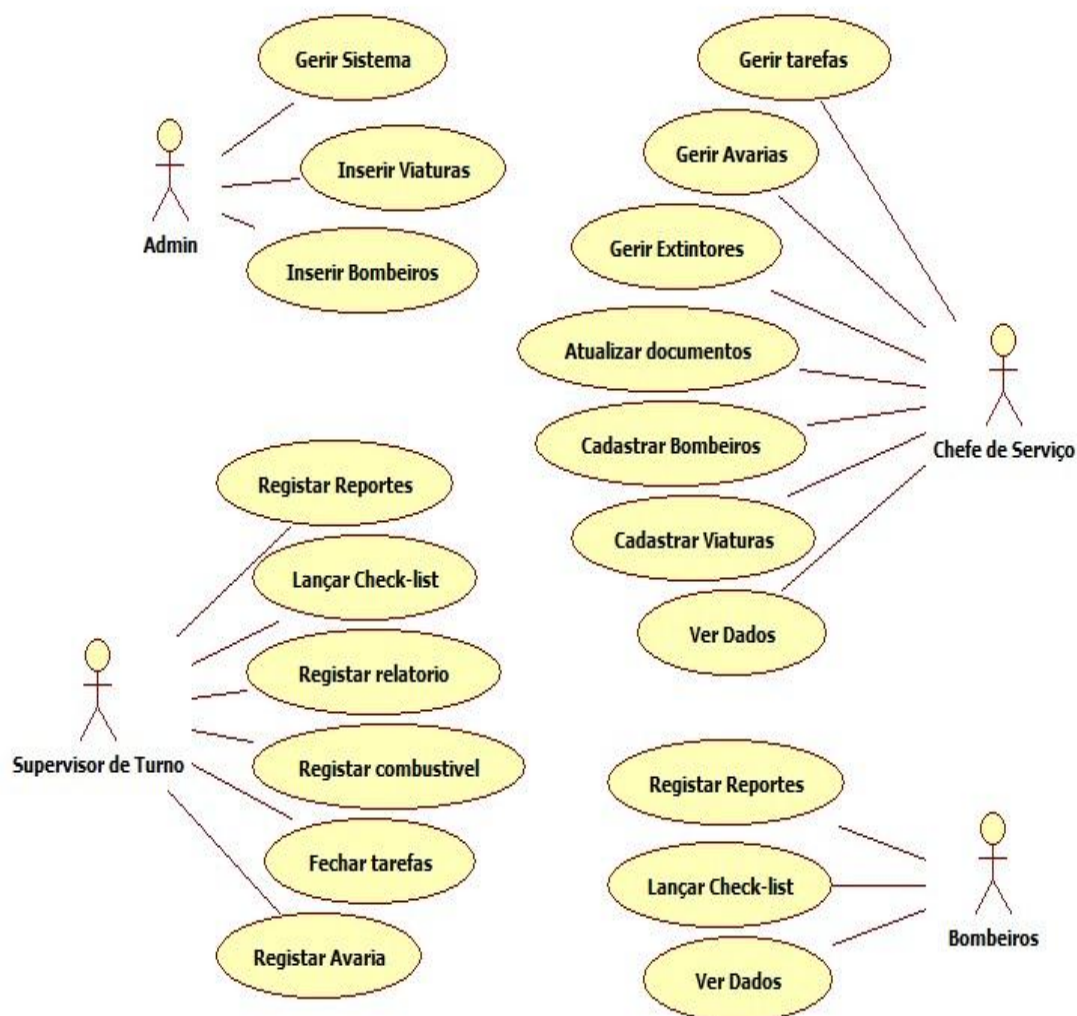 Gerir Sistema
Inserir Viaturas
Admin
Inserir Bombeiros
Gerir tarefas
Gerir Avarias
Gerir Extintores
Atualizar documentos
Cadastrar Bombeiros
Chefe de Serviço
Cadastrar Viaturas
Ver Dados
Registar Reportes
Lançar Check-list
Registar relatorio
Supervisor de Turno
Registar combustivel
Fechar tarefas
Registar Avaria
Registar Reportes
Lançar Check-list
Bombeiros
Ver Dados